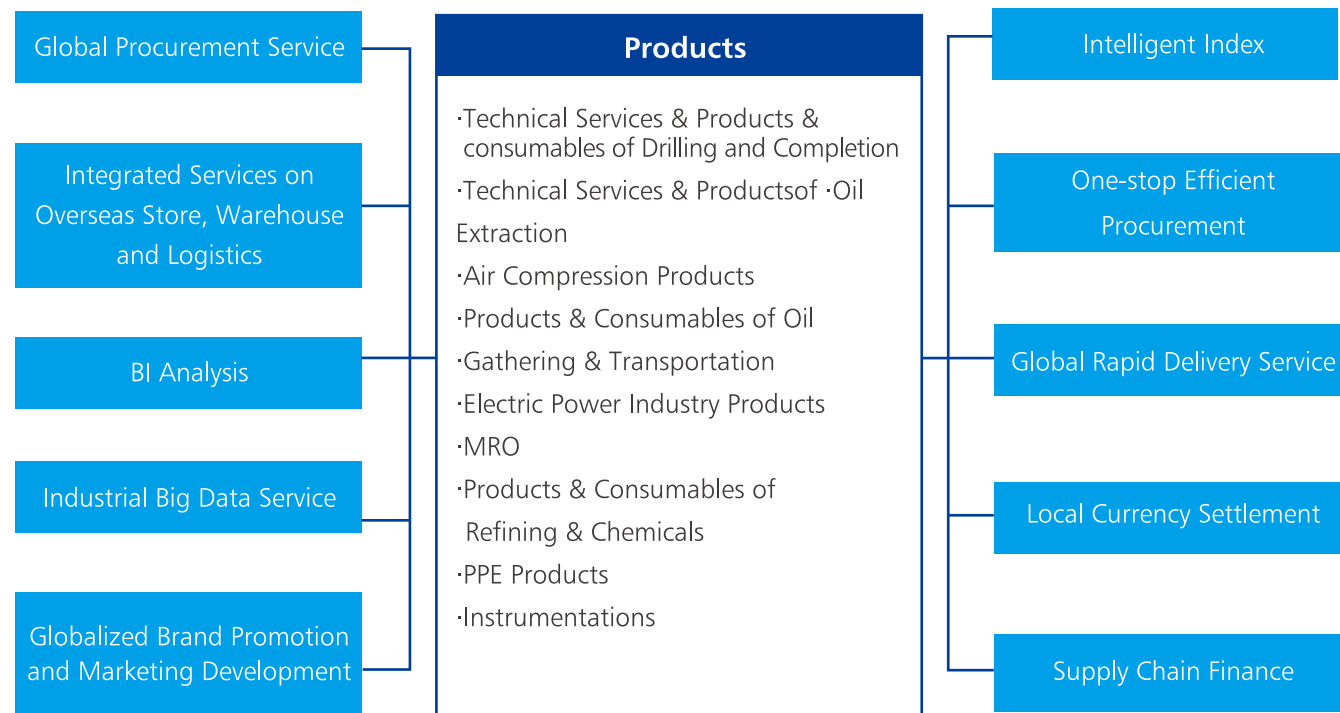 Global Procurement Service
Integrated Services on
Overseas Store, Warehouse
and Logistics
BI Analysis
Industrial Big Data Service
Globalized Brand Promotion
and Marketing Development
Products
·Technical Services & Products &
consumables of Drilling and Completion
·Technical Services & Productsof ·Oil
Extraction
·Air Compression Products
·Products & Consumables of Oil
·Gathering & Transportation
·Electric Power Industry Products
·MRO
·Products & Consumables of
Refining & Chemicals
·PPE Products
·Instrumentations
Intelligent Index
One-stop Efficient
Procurement
Global Rapid Delivery Service
Local Currency Settlement
Supply Chain Finance